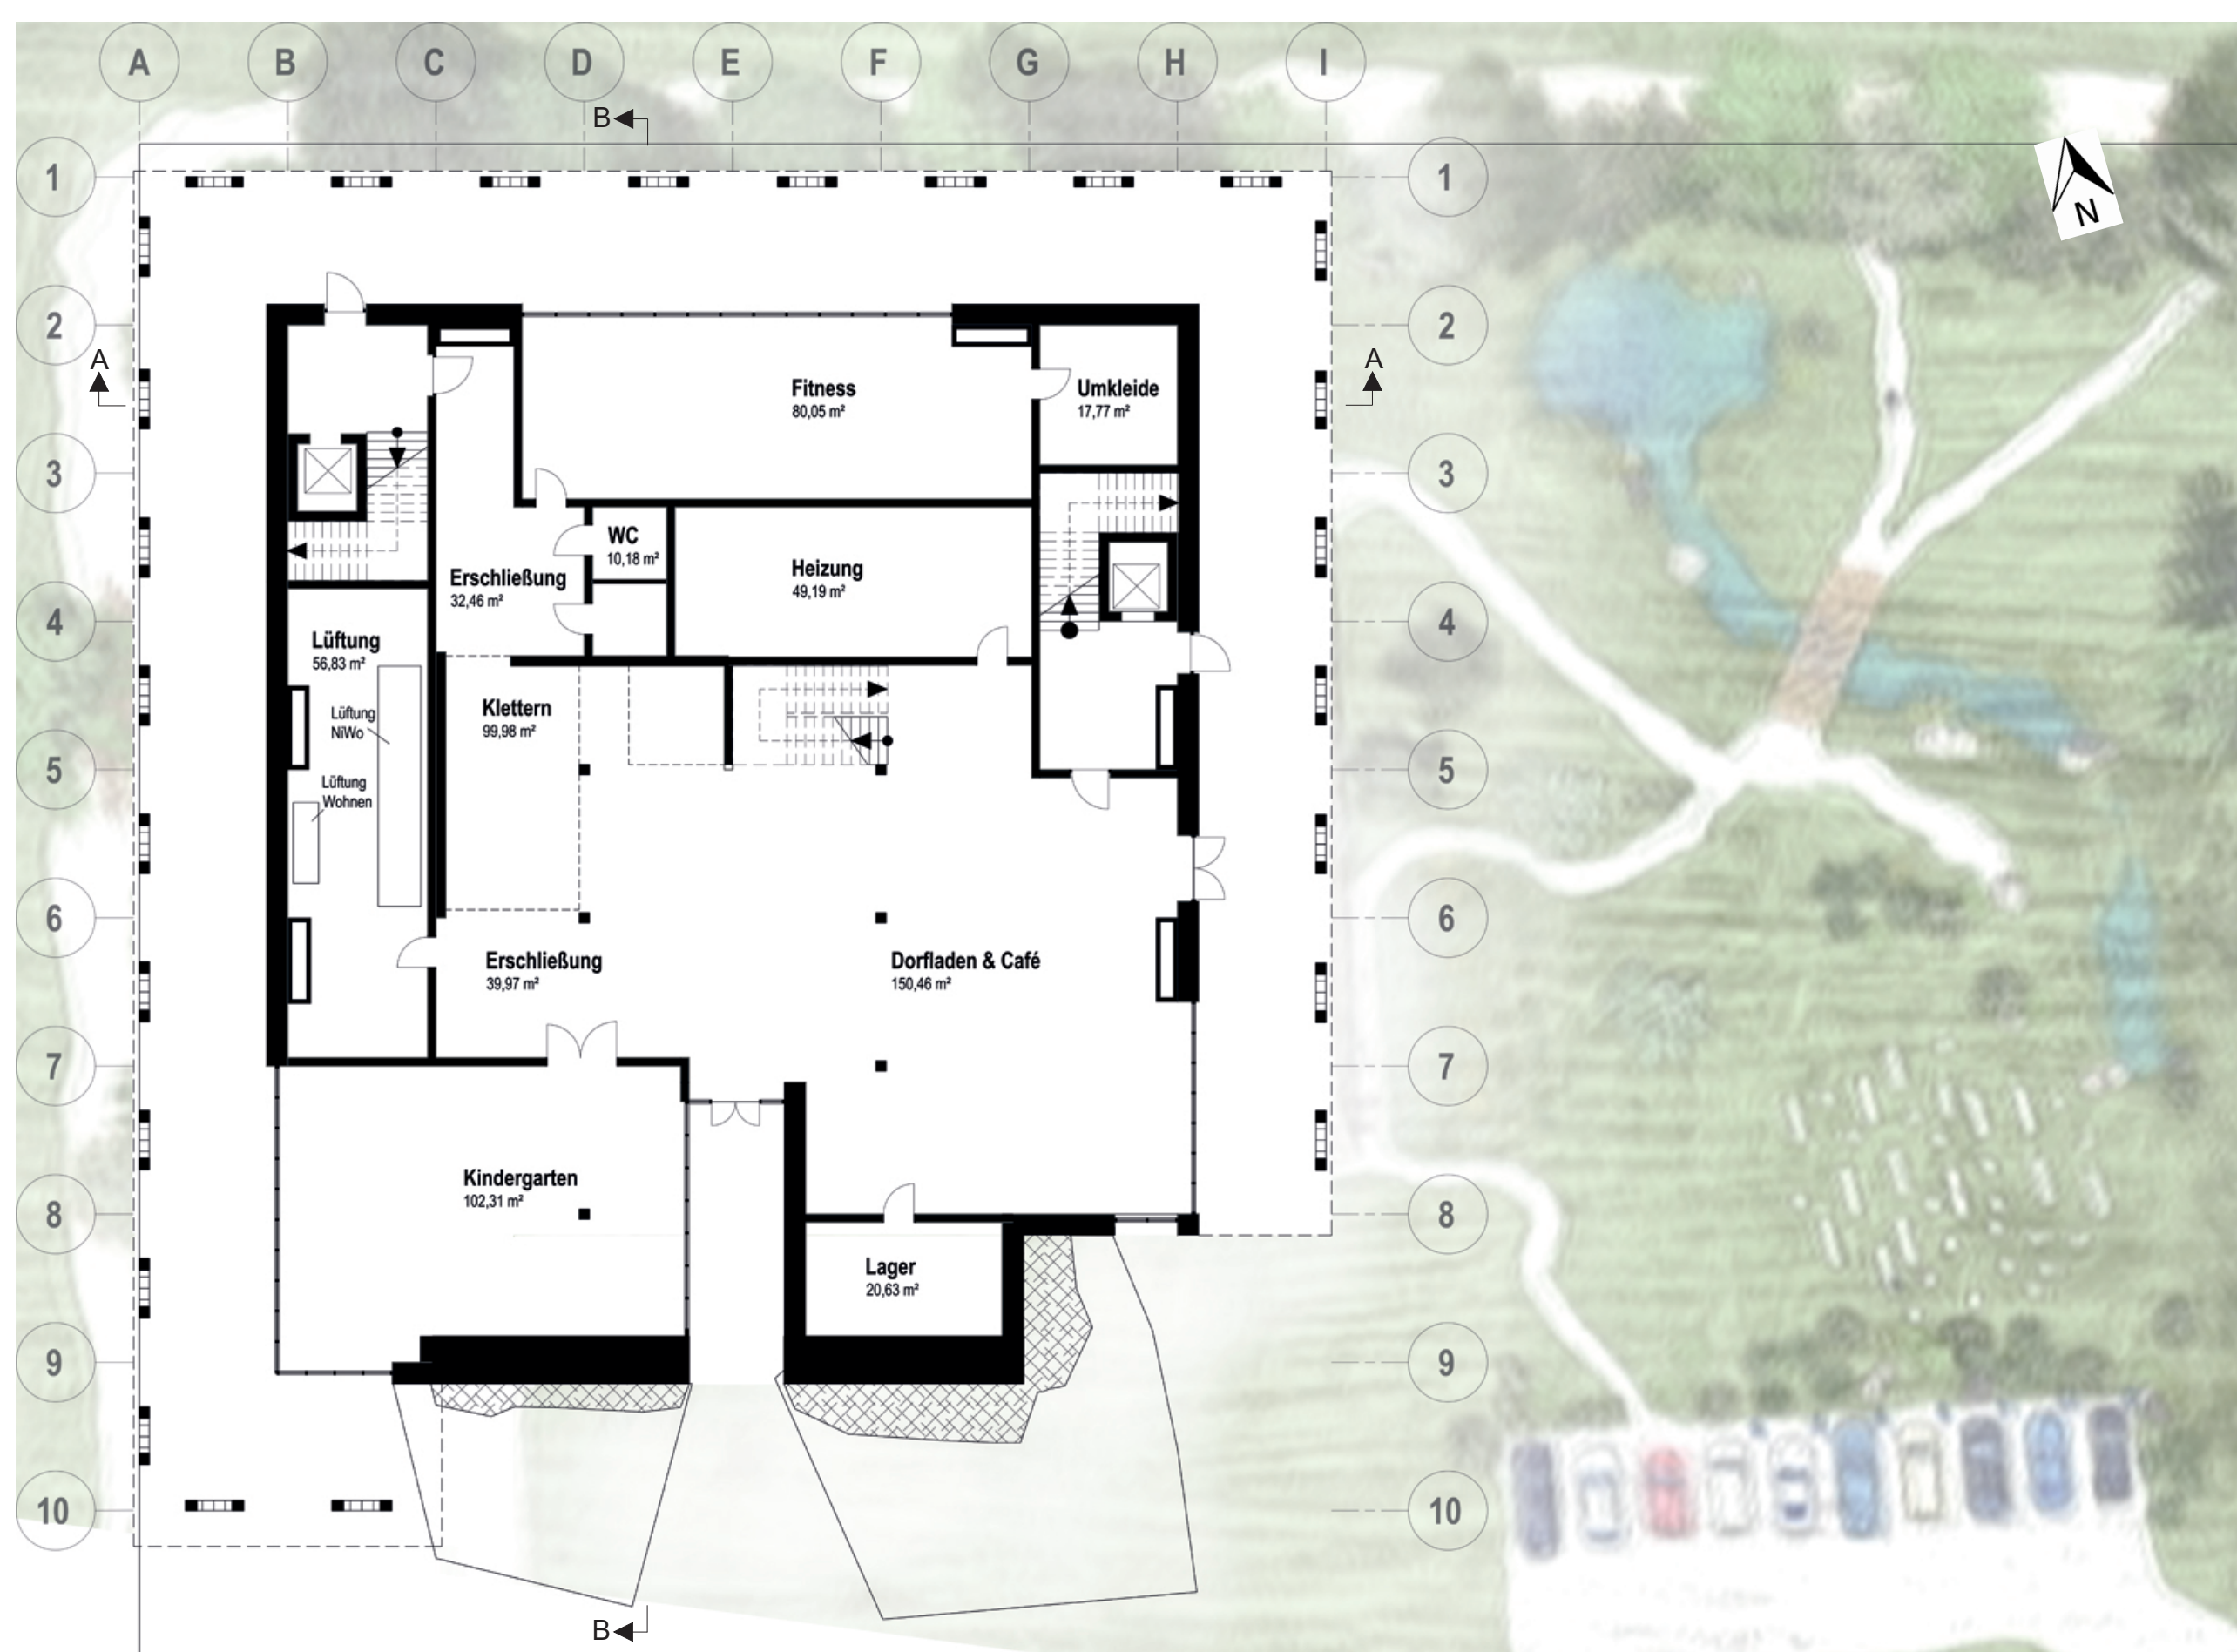 A B C D E F G H I
B
1 1
2 2
A A
Fitness
80,05 m²
Umkleide
17,77 m²
N
3 3
WC
10,18 m²
Erschließung
32,46 m²
Heizung
49,19 m²
4 4
Lüftung
56,83 m²
Klettern
99,98 m²
Lüftung
NiWo
5 5
Lüftung
Wohnen
6 6
Erschließung
39,97 m²
Dorfladen & Café
150,46 m²
7 7
Kindergarten
102,31 m²
8 8
Lager
20,63 m²
9 9
10 10
B